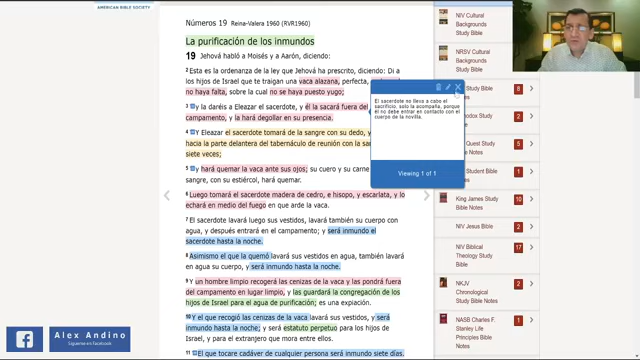 AMERICAN BIBLE SOCIETY
Números 19 Reina-Valera 1960 (RVR1960)
La purificación de los inmundos
19 Jehová habló a Moisés y a Aarón, diciendo:
2 Esta es la ordenanza de la ley que Jehová ha prescrito, diciendo: Di a
los hijos de Israel que te traigan una vaca alazana, perfecta,
no haya falta, sobre la cual no se haya puesto yugo;
3 y la daréis a Eleazar el sacerdote, y él la sacará fuera del
campamento, y la hará degollar en su presencia.
4 Y Eleazar el sacerdote tomará de la sangre con su dedo, y
hacia la parte delantera del tabernáculo de reunión con la
siete veces;
5 y hará quemar la vaca ante sus ojos; su cuero y su carne
sangre, con su estiércol, hará quemar.
6 Luego tomará el sacerdote madera de cedro, e hisopo, y escarlata, y lo
echará en medio del fuego en que arde la vaca.
7 El sacerdote lavará luego sus vestidos, lavará también su cuerpo con
agua, y después entrará en el campamento; y será inmundo el
sacerdote hasta la noche.
8 Asimismo el que la quemó lavará sus vestidos en agua, también lavará
en agua su cuerpo, y será inmundo hasta la noche.
9 Y un hombre limpio recogerá las cenizas de la vaca y las pondrá fuera
del campamento en lugar limpio, y las guardará la congregación de los
hijos de Israel para el agua de purificación; es una expiación.
10 Y el que recogió las cenizas de la vaca lavará sus vestidos, y será
inmundo hasta la noche; y será estatuto perpetuo para los hijos de
Israel, y para el extranjero que mora entre ellos.
11 El que tocare cadáver de cualquier persona será inmundo siete días.
El sacerdote no lleva a cabo el
sacrificio, solo la acompaña, porque
el no debe entrar en contacto con el
cuerpo de la novilla.
Viewing 1 of 1
NIV Cultural
Backgrounds
Study Bible
NRSV Cultural
Backgrounds
Study Bible
Study Bible
8
Study
2
Quest Study
5
Student Bible
1
King James Study
Bible Notes
10
NIV Jesus Bible
2
NIV Biblical
Theology Study
Bible
17
NKJV
Chronological
Study Bible Notes
2
NASB Charles F.
Stanley Life
Principles Bible
Notes
1
f
Alex Andino
Sígueme en Facebook